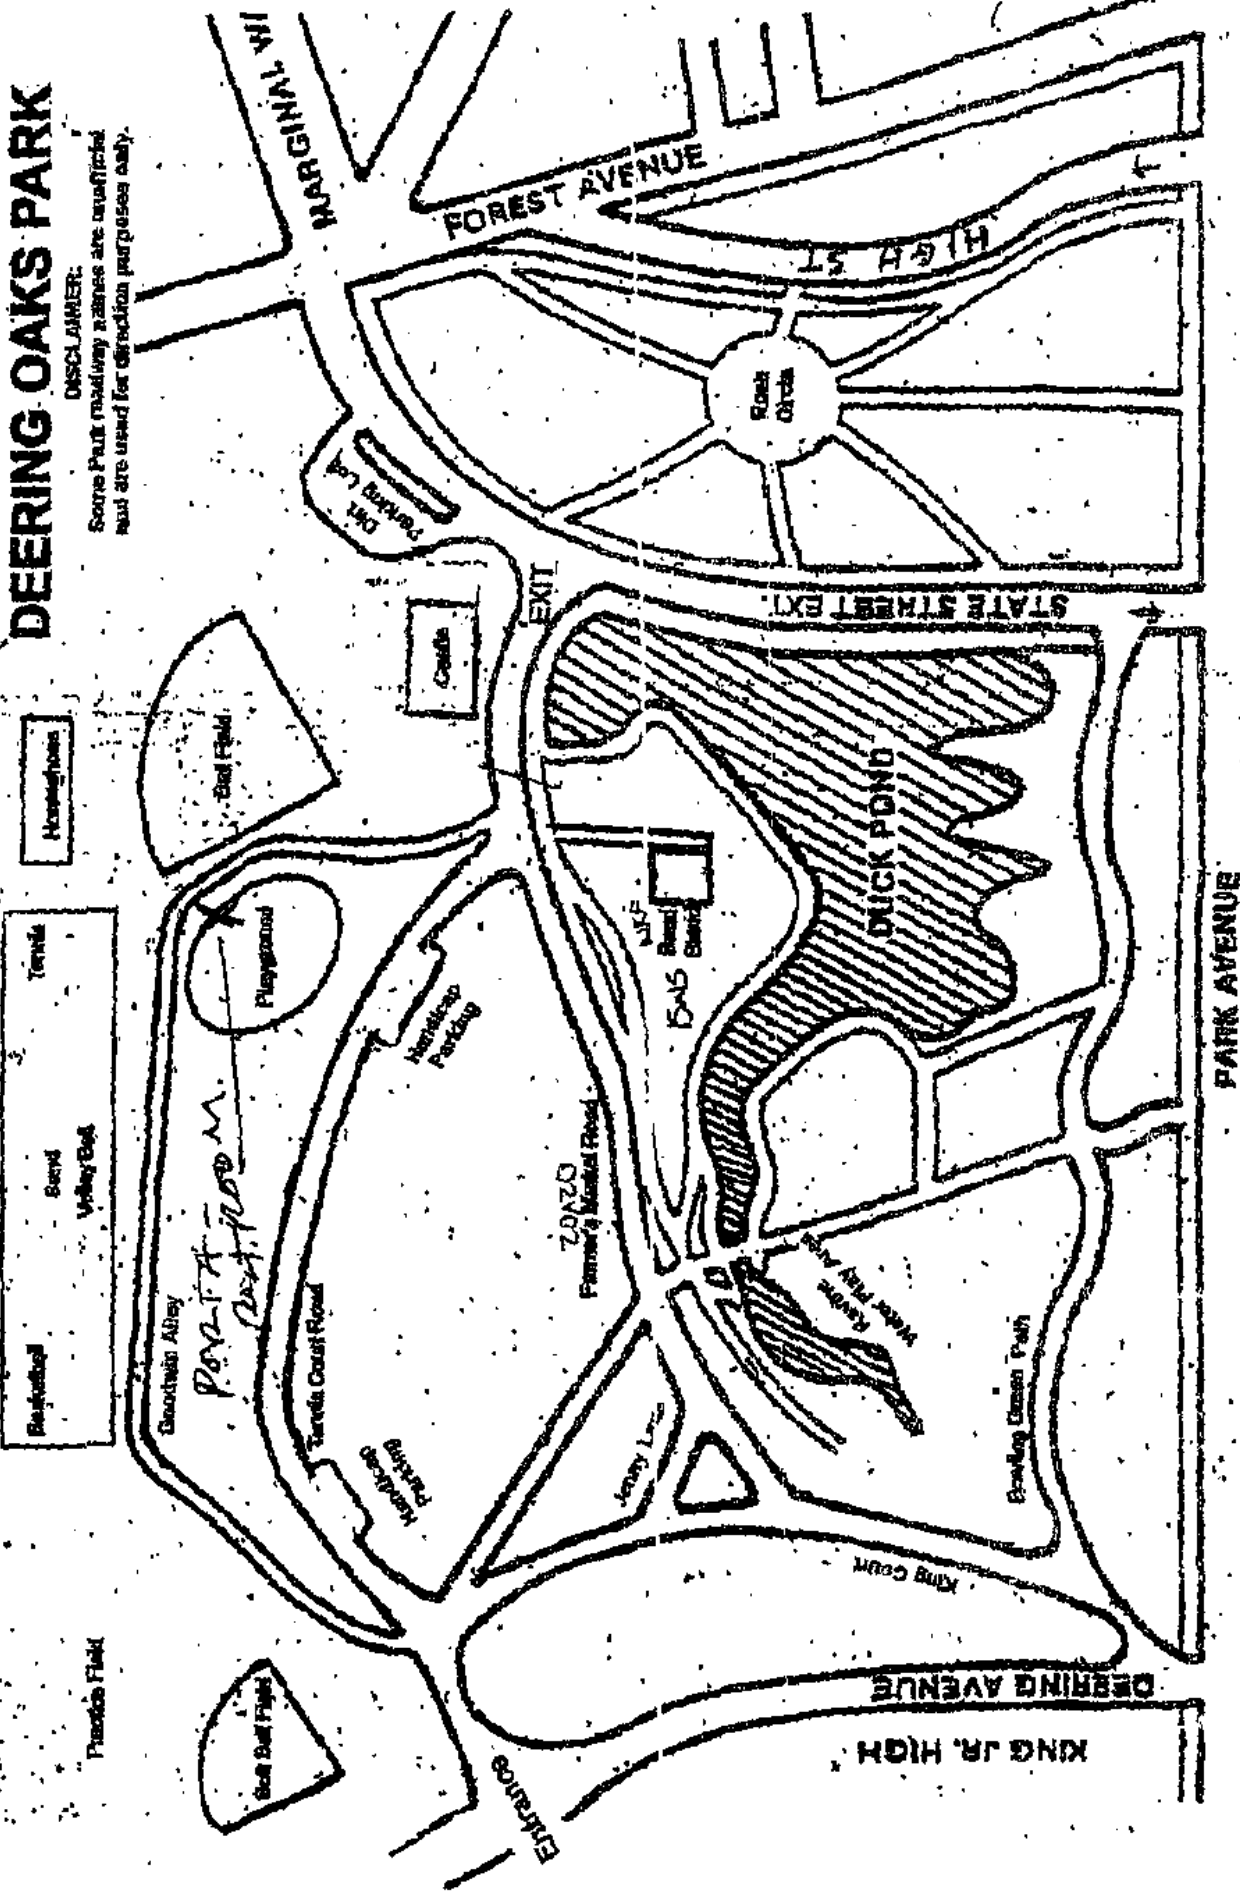 DEERING OAKS PARK
DISCLAIMER:
Some Park roadway names are unofficial
and are used for direction purposes only.
Practice Field
Soft Ball Field
Basketball
Sand
Volley Ball
Tennis
Horseshoes
Ball Field
Playground
Goodwin Alley
PORTA
Tennis Court Road
Handicap
Parking
Handicap
Parking
Castle
Dirt
Parking Lot
EXIT
MARGINAL
FOREST AVENUE
HIGH ST
Rose
Circle
STATE STREET EXT.
Band
Stand
DUCK POND
ROAD
Farmer's Market Road
Ravine
Water Play Area
Jenny
Bowling Green Path
King Court
DEERING AVENUE
KING JR. HIGH
Entrance
PARK AVENUE